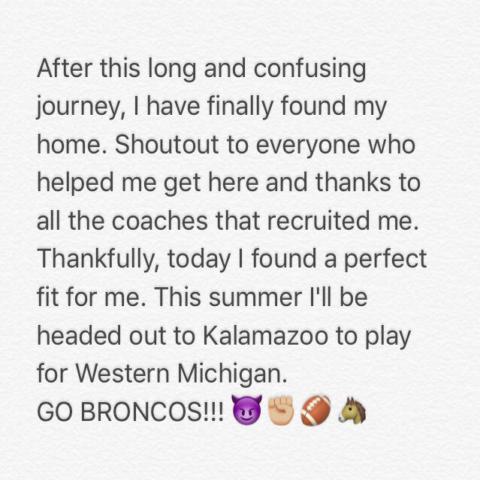 After this long and confusing
journey, I have finally found my
home. Shoutout to everyone who
helped me get here and thanks to
all the coaches that recruited me.
Thankfully, today I found a perfect
fit for me. This summer I'll be
headed out to Kalamazoo to play
for Western Michigan.
GO BRONCOS!!! 😈✊🏼🏈🐴